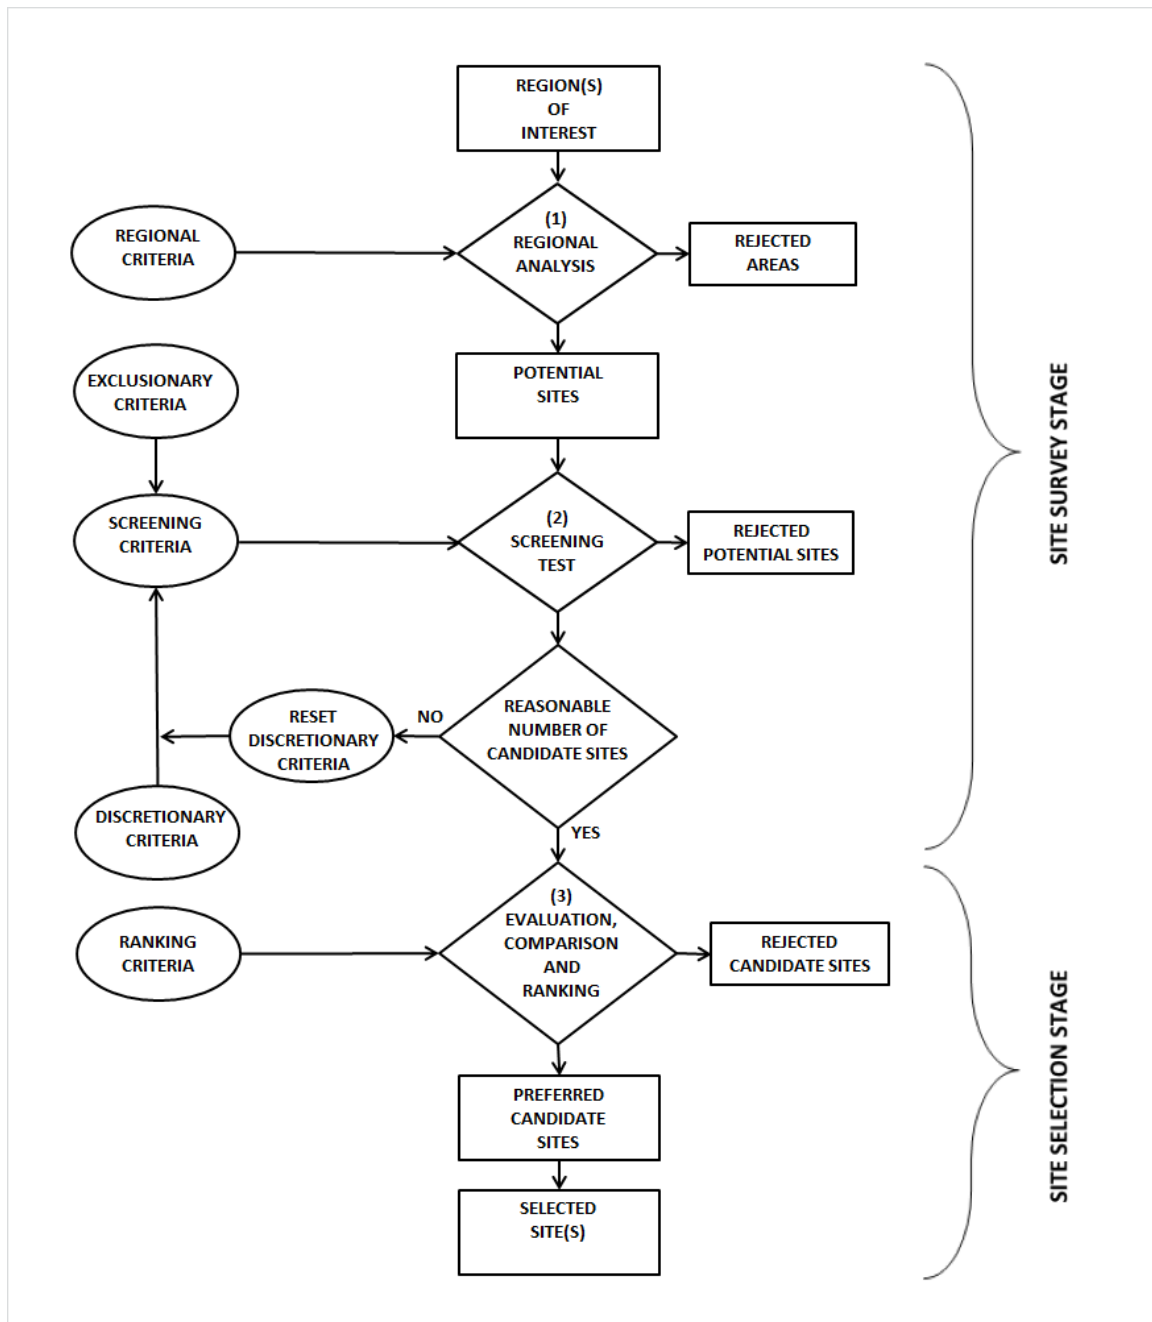 REGION(S)
OF
INTEREST
(1)
REGIONAL
ANALYSIS
REGIONAL
CRITERIA
REJECTED
AREAS
POTENTIAL
SITES
EXCLUSIONARY
CRITERIA
SCREENING
CRITERIA
(2)
SCREENING
TEST
REJECTED
POTENTIAL SITES
REASONABLE
NUMBER OF
CANDIDATE SITES
NO
RESET
DISCRETIONARY
CRITERIA
DISCRETIONARY
CRITERIA
YES
SITE SURVEY STAGE
(3)
EVALUATION,
COMPARISON
AND
RANKING
RANKING
CRITERIA
REJECTED
CANDIDATE SITES
PREFERRED
CANDIDATE
SITES
SELECTED
SITE(S)
SITE SELECTION STAGE